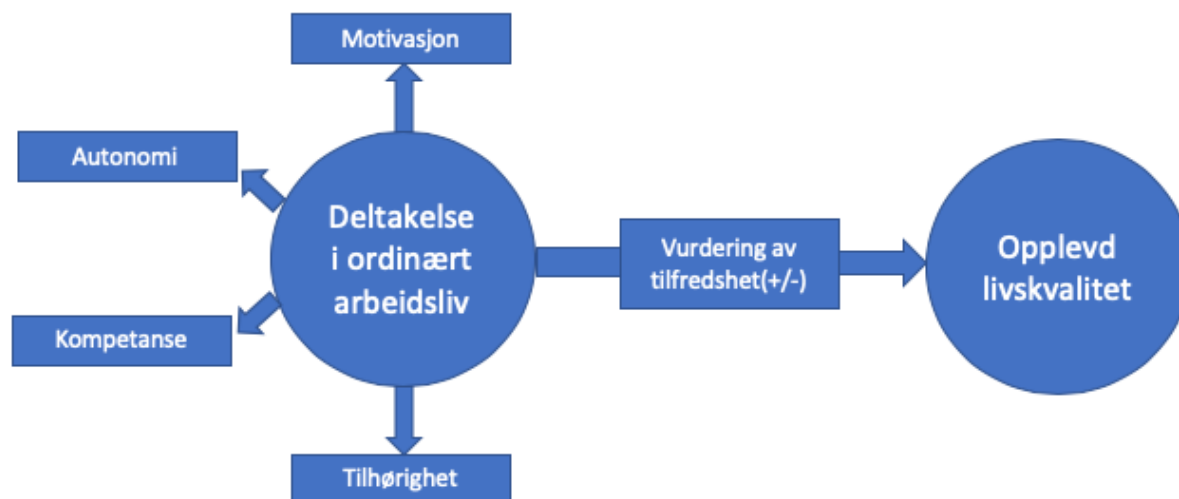 Motivasjon
Autonomi
Deltakelse
i ordinært
arbeidsliv
Vurdering av
tilfredshet(+/-)
Opplevd
livskvalitet
Kompetanse
Tilhørighet